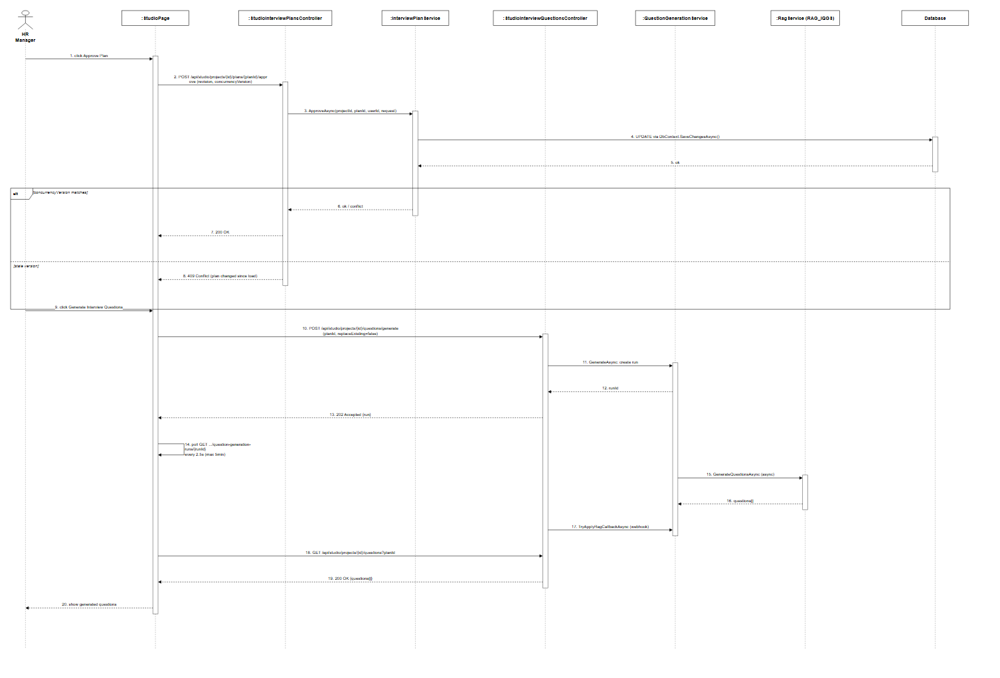 :StudioPage
:StudioInterviewPlansController
:InterviewPlanService
:StudioInterviewQuestionsController
:QuestionGenerationService
:RagService (RAG_IQGS)
Database
HR
Manager
1. click Approve Plan
2. POST /api/studio/projects/{id}/plans/{planId}/appr
ove (revision, concurrencyVersion)
3. ApproveAsync(projectId, planId, userId, request)
4. UPDATE via DbContext.SaveChangesAsync()
5. ok
alt
[concurrencyVersion matches]
6. ok / conflict
7. 200 OK
[stale version]
8. 409 Conflict (plan changed since load)
9. click Generate Interview Questions
10. POST /api/studio/projects/{id}/questions/generate
(planId, replaceExisting=false)
11. GenerateAsync: create run
12. runId
13. 202 Accepted (run)
14. poll GET .../question-generation-
runs/{runId}
every 2.5s (max 5min)
15. GenerateQuestionsAsync (async)
16. questions[]
17. TryApplyRagCallbackAsync (webhook)
18. GET /api/studio/projects/{id}/questions?planId
19. 200 OK (questions[])
20. show generated questions